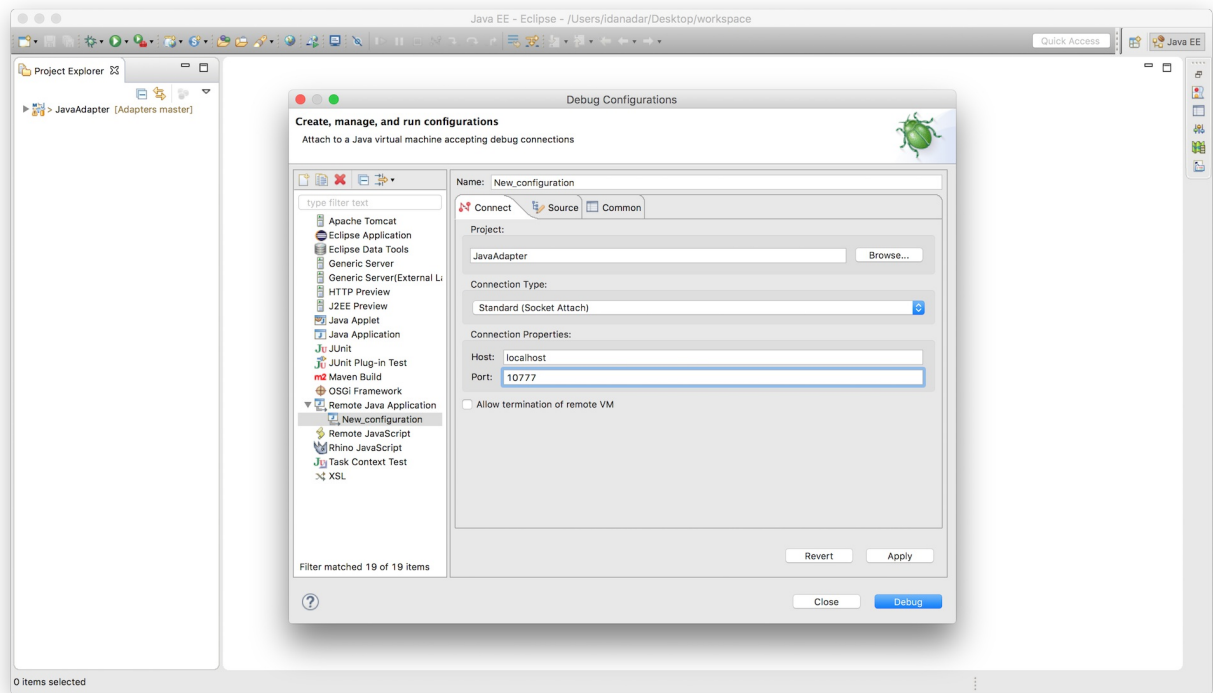 Java EE - Eclipse - /Users/idanadar/Desktop/workspace
Quick Access
Java EE
Project Explorer
> JavaAdapter [Adapters master]
Debug Configurations
Create, manage, and run configurations
Attach to a Java virtual machine accepting debug connections
type filter text
Apache Tomcat
Eclipse Application
Eclipse Data Tools
Generic Server
Generic Server(External La
HTTP Preview
J2EE Preview
Java Applet
Java Application
JUnit
JUnit Plug-in Test
m2 Maven Build
OSGi Framework
Remote Java Application
New_configuration
Remote JavaScript
Rhino JavaScript
Task Context Test
XSL
Filter matched 19 of 19 items
Name: New_configuration
Connect Source Common
Project:
JavaAdapter Browse...
Connection Type:
Standard (Socket Attach)
Connection Properties:
Host: localhost
Port: 10777
Allow termination of remote VM
Revert Apply
? Close Debug
0 items selected